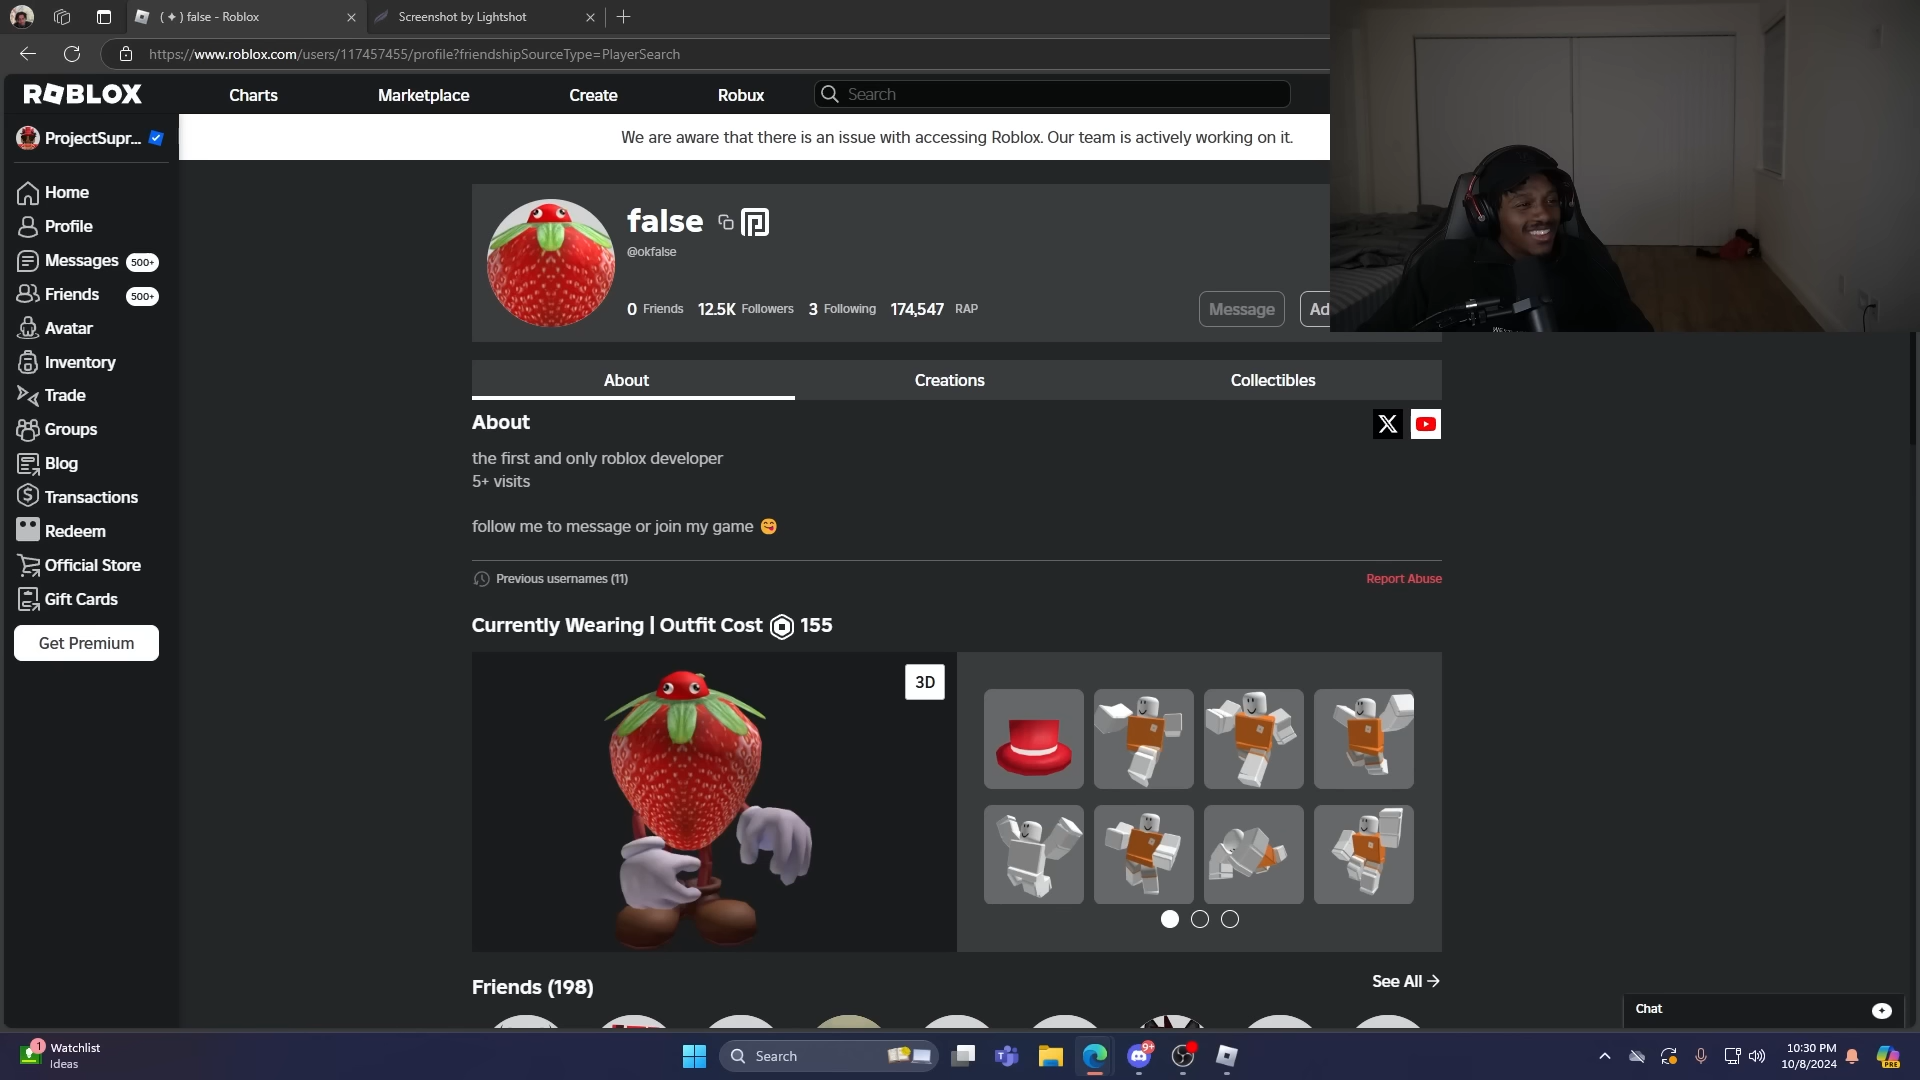 ( ✦ ) false - Roblox
Screenshot by Lightshot
https://www.roblox.com/users/117457455/profile?friendshipSourceType=PlayerSearch
ROBLOX
Charts
Marketplace
Create
Robux
Search
ProjectSupr...
We are aware that there is an issue with accessing Roblox. Our team is actively working on it.
Home
Profile
Messages 500+
Friends 500+
Avatar
Inventory
Trade
Groups
Blog
Transactions
Redeem
Official Store
Gift Cards
Get Premium
false
@okfalse
0 Friends 12.5K Followers 3 Following 174,547 RAP
Message
Ad
About
Creations
Collectibles
About
the first and only roblox developer
5+ visits
follow me to message or join my game 😋
Previous usernames (11)
Report Abuse
Currently Wearing | Outfit Cost 155
3D
Friends (198)
See All →
Chat
1
Watchlist
Ideas
Search
9+
10:30 PM
10/8/2024
PRE